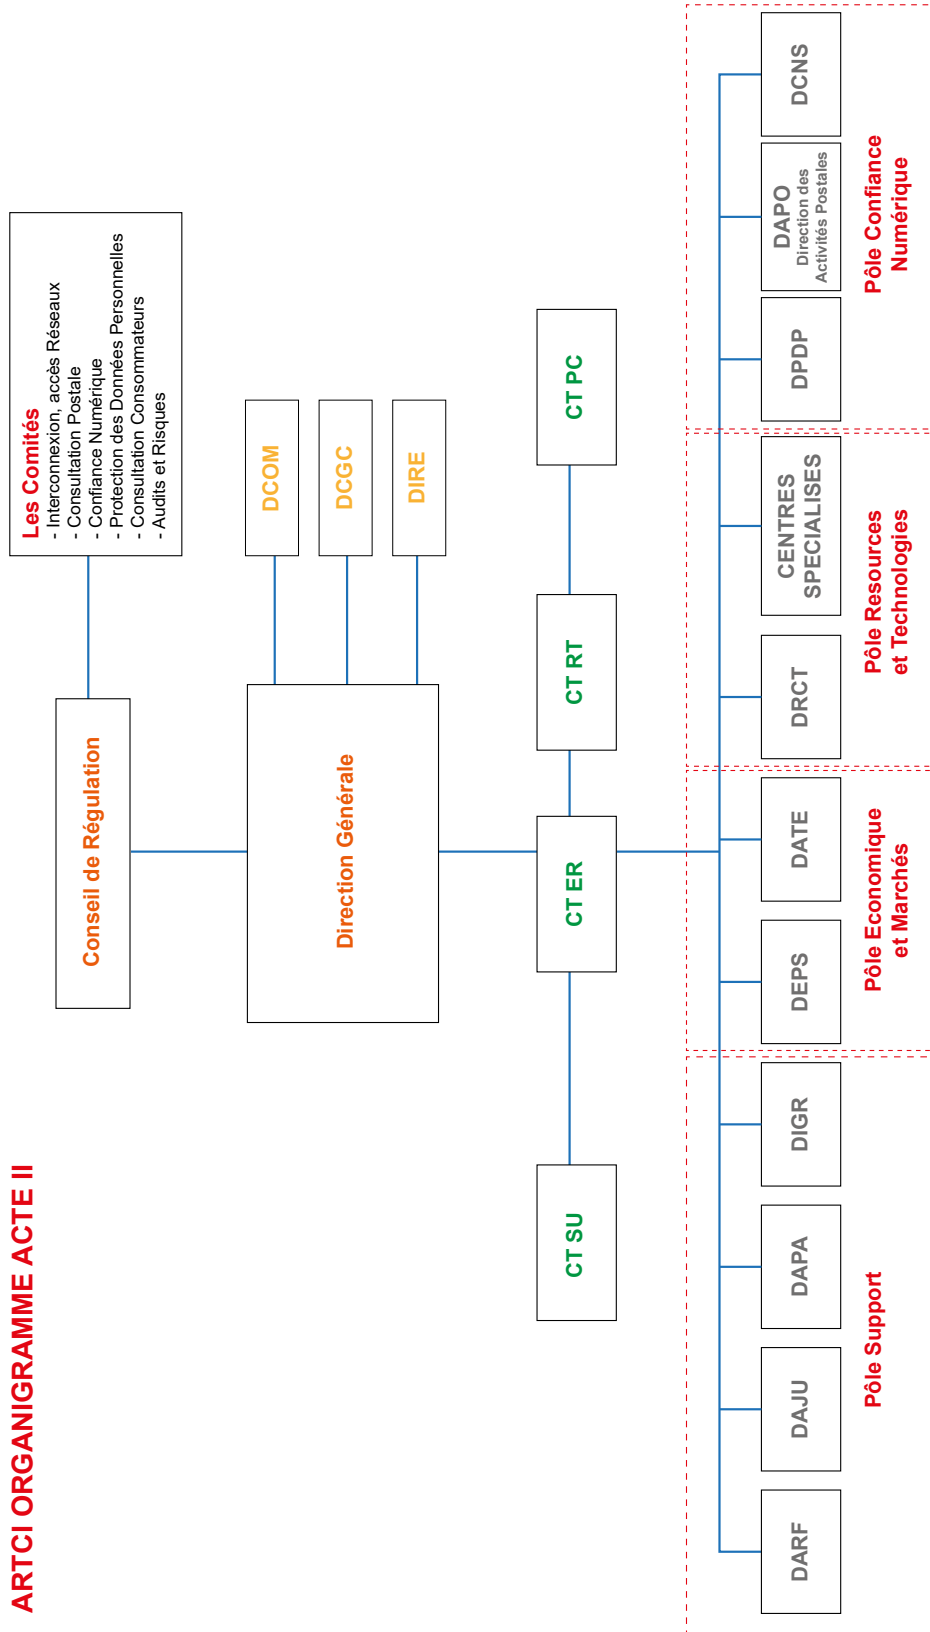 ARTCI ORGANIGRAMME ACTE II
Les Comités
- Interconnexion, accès Réseaux
- Consultation Postale
- Confiance Numérique
- Protection des Données Personnelles
- Consultation Consommateurs
- Audits et Risques
Conseil de Régulation
Direction Générale
DCOM
DCGC
DIRE
CT SU
CT ER
CT RT
CT PC
DARF
DAJU
DAPA
DIGR
DEPS
DATE
DRCT
CENTRES
SPECIALISES
DPDP
DAPO
Direction des
Activités Postales
DCNS
Pôle Support
Pôle Economique
et Marchés
Pôle Resources
et Technologies
Pôle Confiance
Numérique